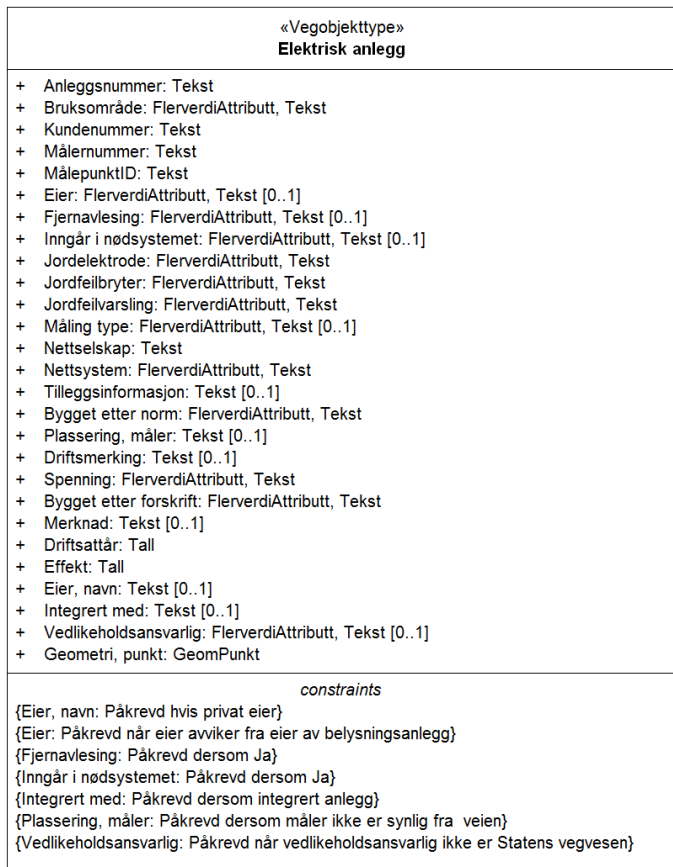 «Vegobjekttype»
Elektrisk anlegg
+ Anleggsnummer: Tekst
+ Bruksområde: FlerverdiAttributt, Tekst
+ Kundenummer: Tekst
+ Målernummer: Tekst
+ MålepunktID: Tekst
+ Eier: FlerverdiAttributt, Tekst [0..1]
+ Fjernavlesing: FlerverdiAttributt, Tekst [0..1]
+ Inngår i nødsystemet: FlerverdiAttributt, Tekst [0..1]
+ Jordelektrode: FlerverdiAttributt, Tekst
+ Jordfeilbryter: FlerverdiAttributt, Tekst
+ Jordfeilvarsling: FlerverdiAttributt, Tekst
+ Måling type: FlerverdiAttributt, Tekst [0..1]
+ Nettselskap: Tekst
+ Nettsystem: FlerverdiAttributt, Tekst
+ Tilleggsinformasjon: Tekst [0..1]
+ Bygget etter norm: FlerverdiAttributt, Tekst
+ Plassering, måler: Tekst [0..1]
+ Driftsmerking: Tekst [0..1]
+ Spenning: FlerverdiAttributt, Tekst
+ Bygget etter forskrift: FlerverdiAttributt, Tekst
+ Merknad: Tekst [0..1]
+ Driftsattår: Tall
+ Effekt: Tall
+ Eier, navn: Tekst [0..1]
+ Integrert med: Tekst [0..1]
+ Vedlikeholdsansvarlig: FlerverdiAttributt, Tekst [0..1]
+ Geometri, punkt: GeomPunkt
constraints
{Eier, navn: Påkrevd hvis privat eier}
{Eier: Påkrevd når eier avviker fra eier av belysningsanlegg}
{Fjernavlesing: Påkrevd dersom Ja}
{Inngår i nødsystemet: Påkrevd dersom Ja}
{Integrert med: Påkrevd dersom integrert anlegg}
{Plassering, måler: Påkrevd dersom måler ikke er synlig fra veien}
{Vedlikeholdsansvarlig: Påkrevd når vedlikeholdsansvarlig ikke er Statens vegvesen}